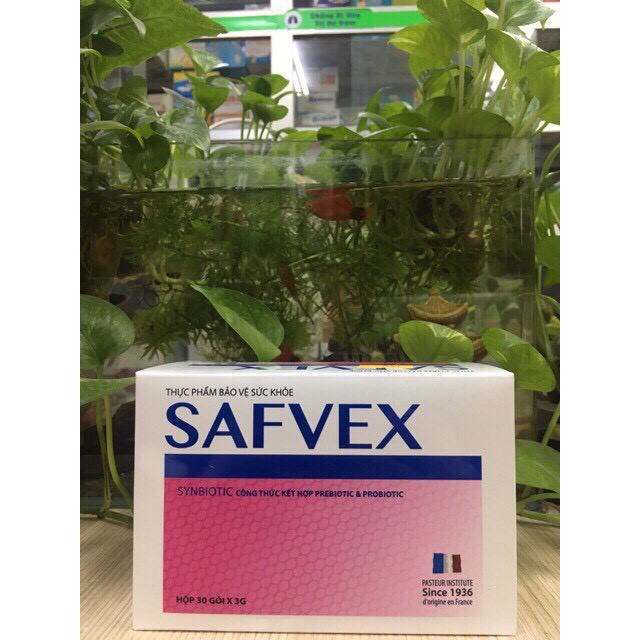 THỰC PHẨM BẢO VỆ SỨC KHỎE
SAFVEX
SYNBIOTIC CÔNG THỨC KẾT HỢP PREBIOTIC & PROBIOTIC
HỘP 30 GÓI X 3G
PASTEUR INSTITUTE
Since 1936
d'origine en France